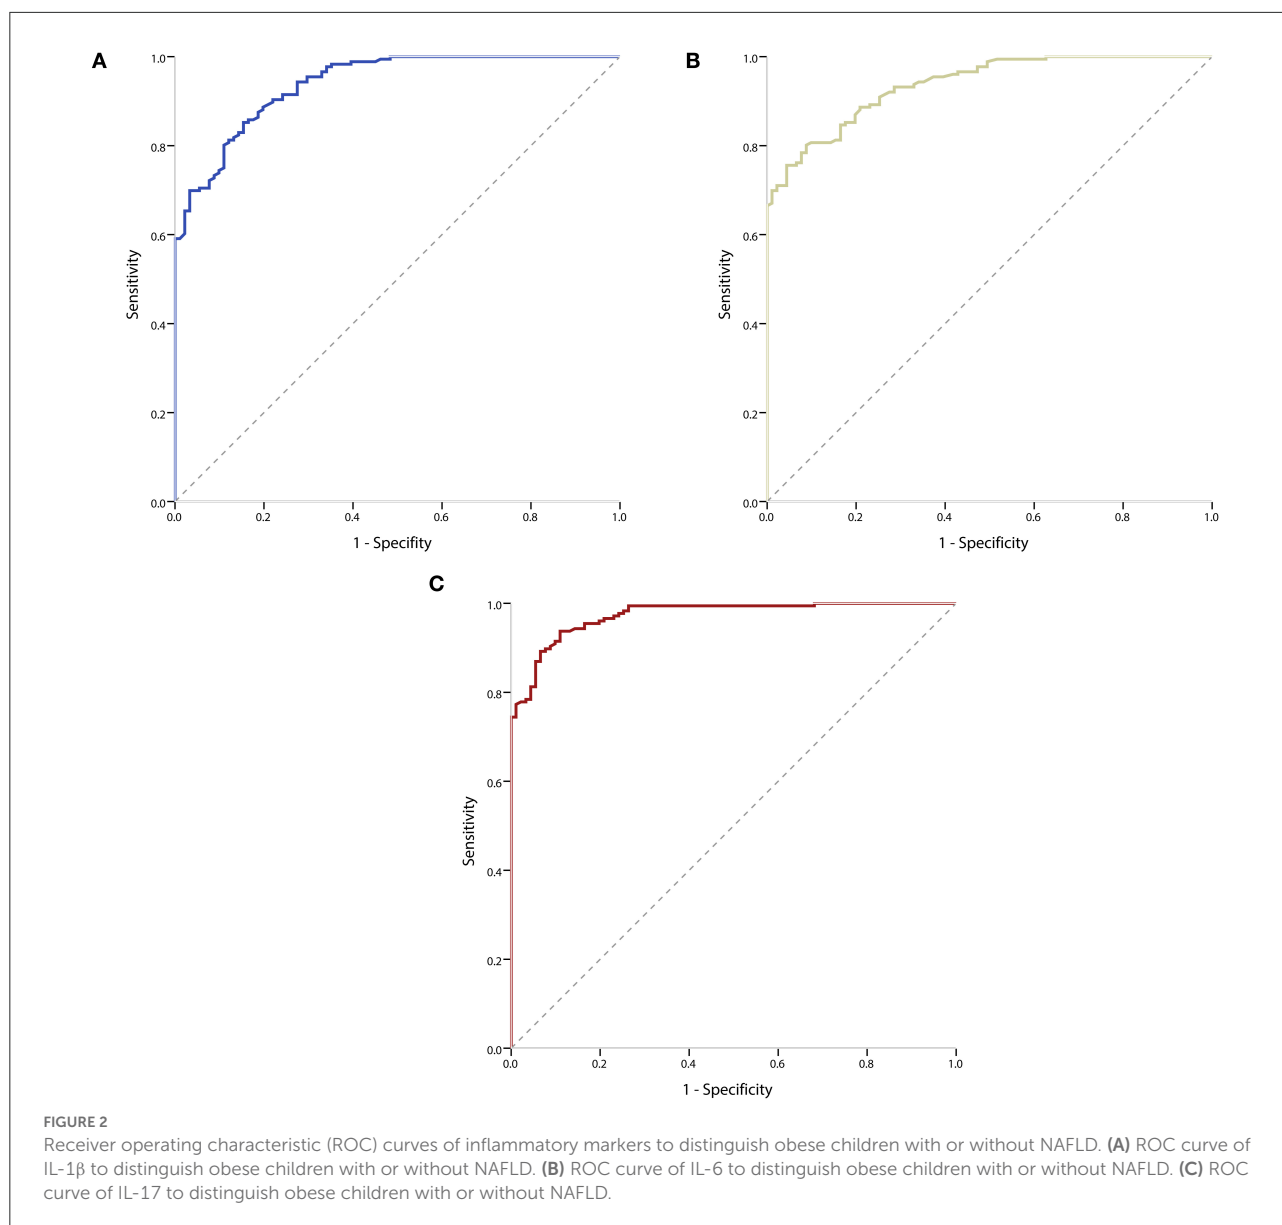 A
B
1.0
0.8
0.6
0.4
0.2
0.0
Sensitivity
0.0 0.2 0.4 0.6 0.8 1.0
1 - Specifity
1.0
0.8
0.6
0.4
0.2
0.0
Sensitivity
0.0 0.2 0.4 0.6 0.8 1.0
1 - Specificity
C
1.0
0.8
0.6
0.4
0.2
0.0
Sensitivity
0.0 0.2 0.4 0.6 0.8 1.0
1 - Specificity
FIGURE 2
Receiver operating characteristic (ROC) curves of inflammatory markers to distinguish obese children with or without NAFLD. (A) ROC curve of
IL-1β to distinguish obese children with or without NAFLD. (B) ROC curve of IL-6 to distinguish obese children with or without NAFLD. (C) ROC
curve of IL-17 to distinguish obese children with or without NAFLD.